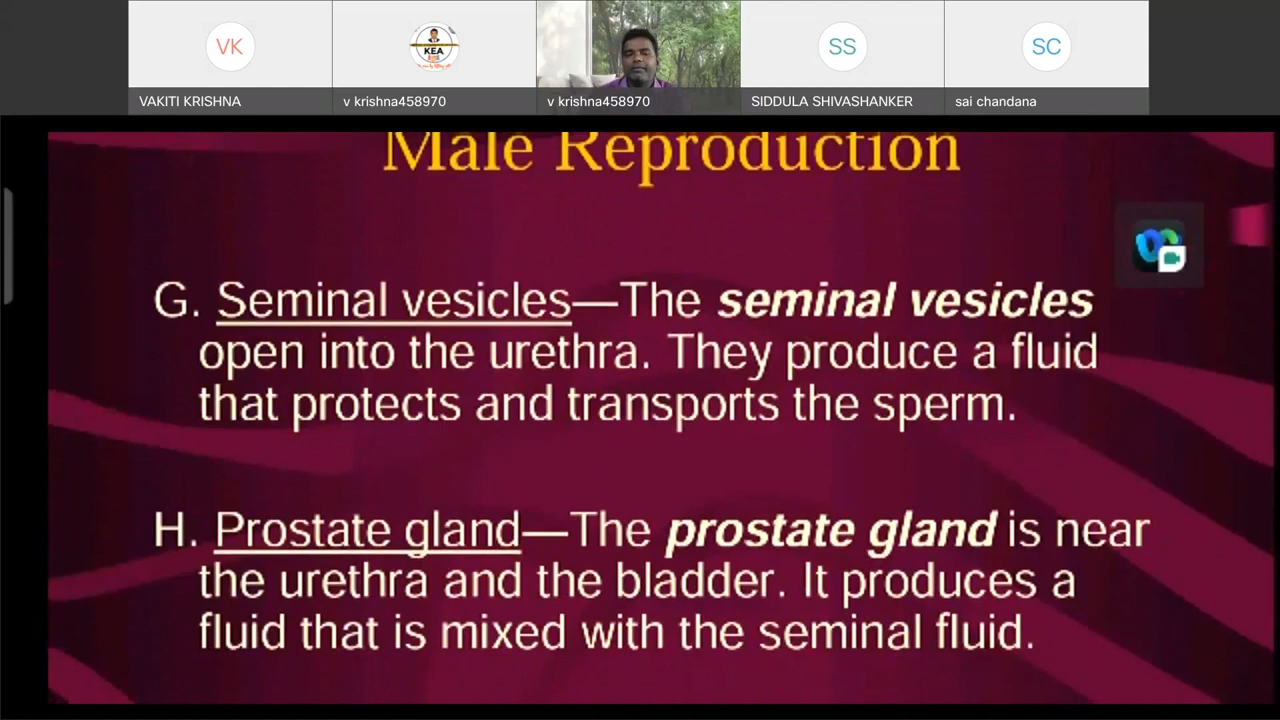 VK
KEA
SS
SC
VAKITI KRISHNA
v krishna458970
v krishna458970
SIDDULA SHIVASHANKER
sai chandana
Male Reproduction
G. Seminal vesicles—The seminal vesicles
open into the urethra. They produce a fluid
that protects and transports the sperm.
H. Prostate gland—The prostate gland is near
the urethra and the bladder. It produces a
fluid that is mixed with the seminal fluid.